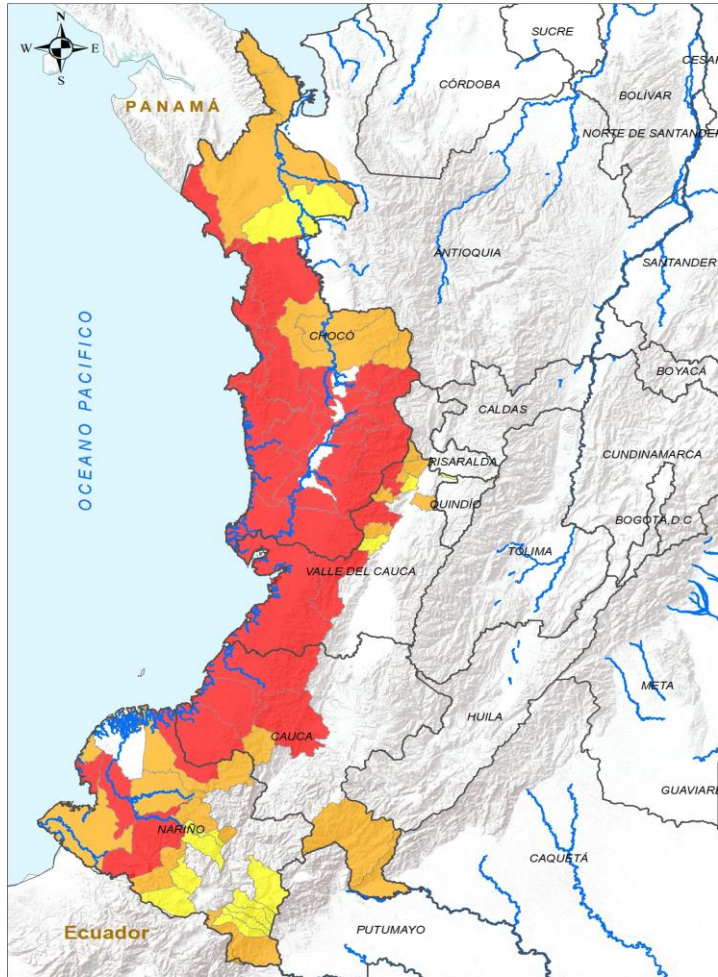 N
W E
S
SUCRE
CESAR
CÓRDOBA
BOLÍVAR
PANAMÁ
NORTE DE SANTANDER
ANTIOQUIA
SANTANDER
OCEANO PACIFICO
CHOCÓ
BOYACA
CALDAS
CUNDINAMARCA
RISARALDA
QUINDÍO
BOGOTÁ,D.C
TOLIMA
VALLE DEL CAUCA
META
HUILA
CAUCA
GUAVIARE
NARIÑO
CAQUETÁ
Ecuador
PUTUMAYO